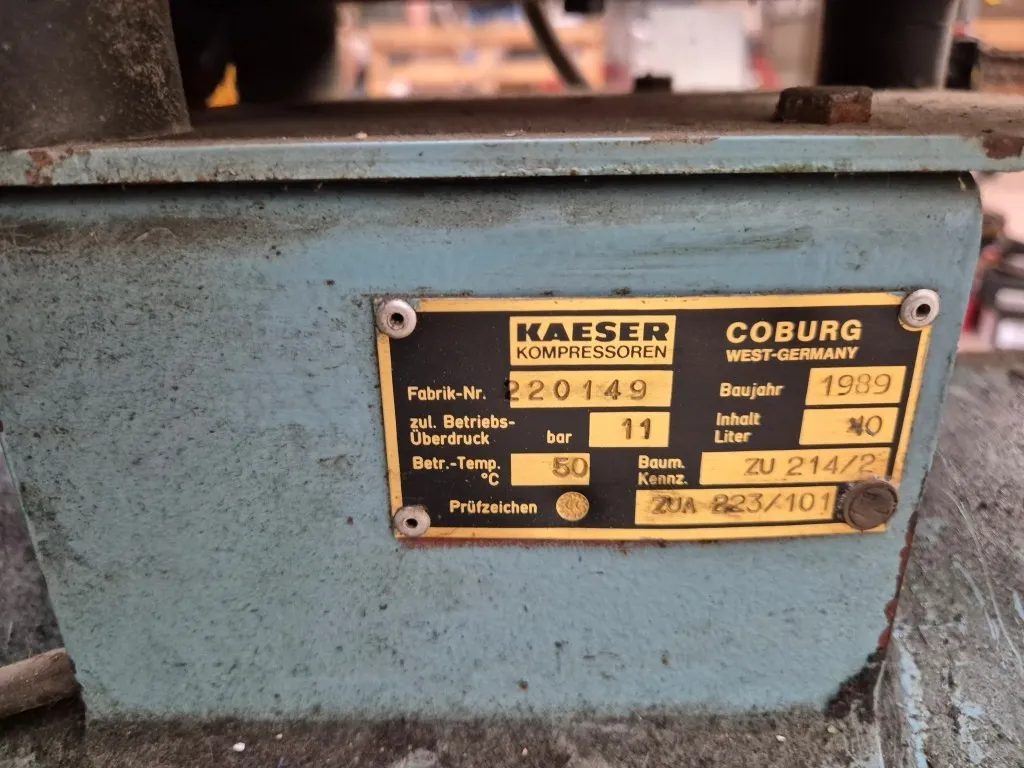 KAESER
KOMPRESSOREN
COBURG
WEST-GERMANY
Fabrik-Nr. 220149
Baujahr 1989
zul. Betriebs-
Überdruck bar 11
Inhalt
Liter 40
Betr.-Temp.
°C 50
Baum.
Kennz. ZU 214/2
Prüfzeichen
ZUA 223/101